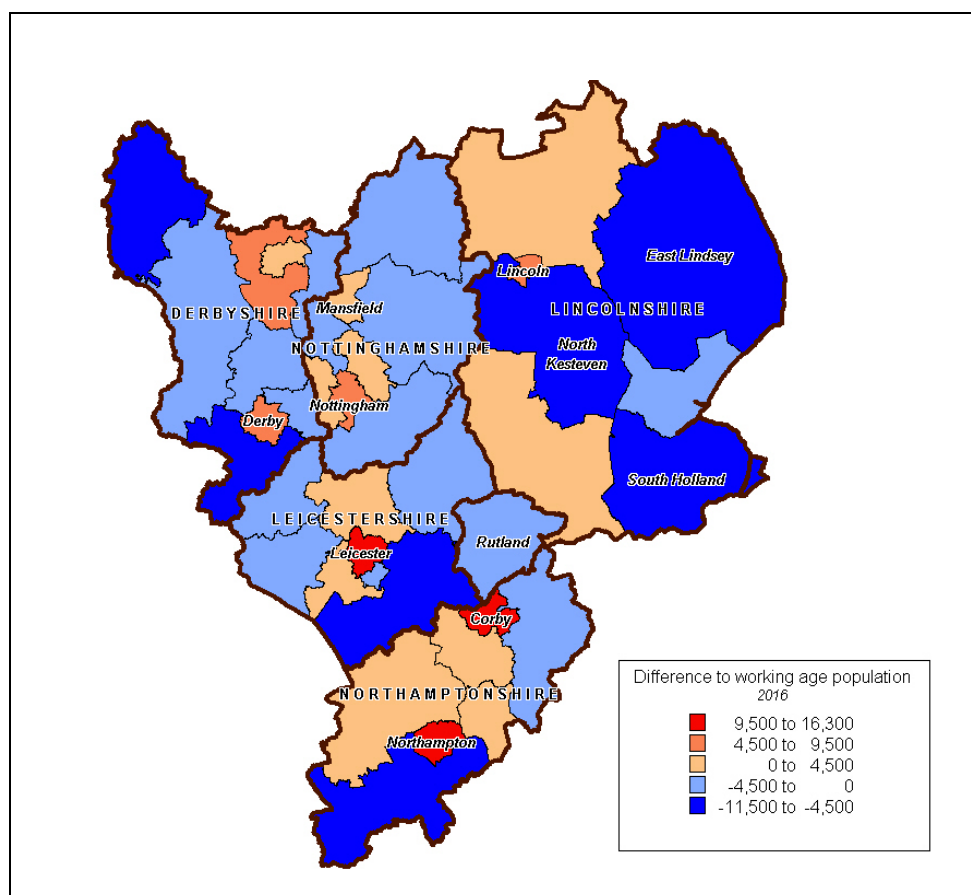 East Lindsey
Lincoln
LINCOLNSHIRE
DERBYSHIRE
Mansfield
North
Kesteven
NOTTINGHAMSHIRE
Nottingham
Derby
South Holland
LEICESTERSHIRE
Rutland
Leicester
Corby
NORTHAMPTONSHIRE
Northampton
Difference to working age population
2016
9,500 to 16,300
4,500 to 9,500
0 to 4,500
-4,500 to 0
-11,500 to -4,500